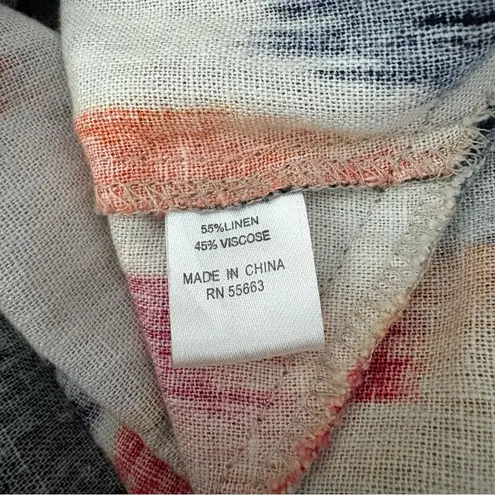 55%LINEN
45% VISCOSE
MADE IN CHINA
RN 55663